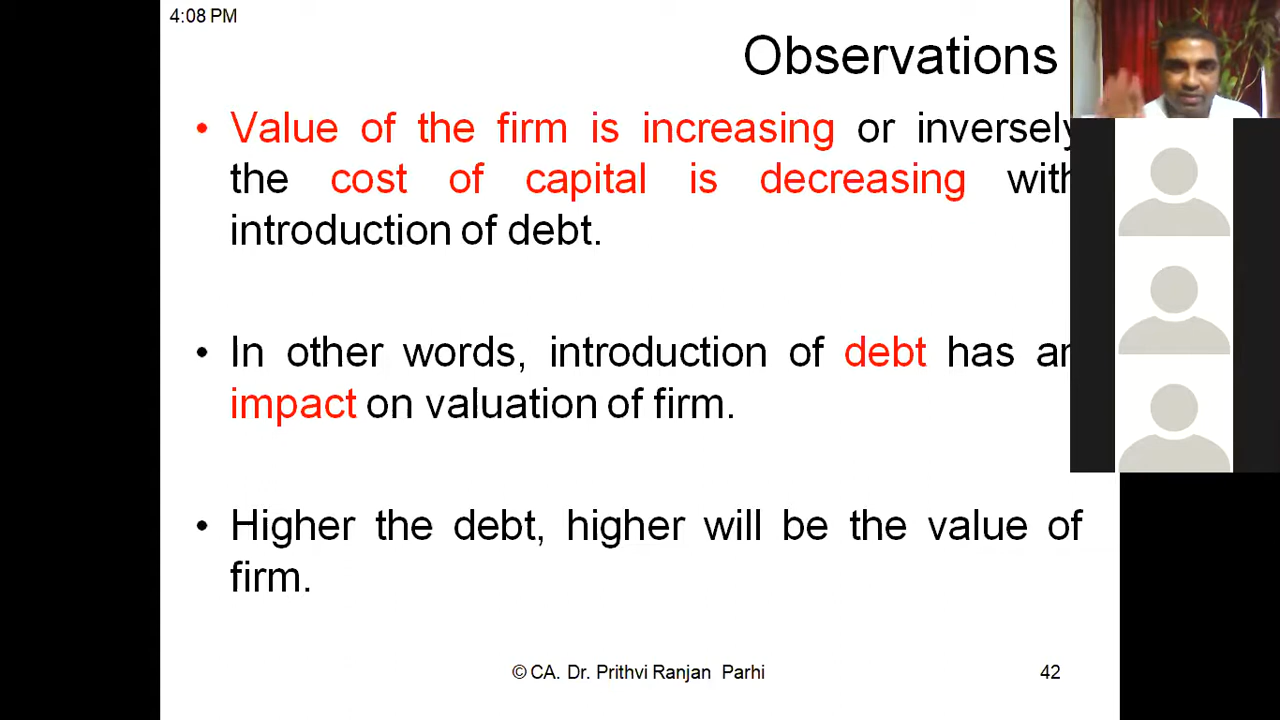 4:08 PM
Observations
• Value of the firm is increasing or inversely
the cost of capital is decreasing with
introduction of debt.
• In other words, introduction of debt has an
impact on valuation of firm.
• Higher the debt, higher will be the value of
firm.
© CA. Dr. Prithvi Ranjan Parhi
42